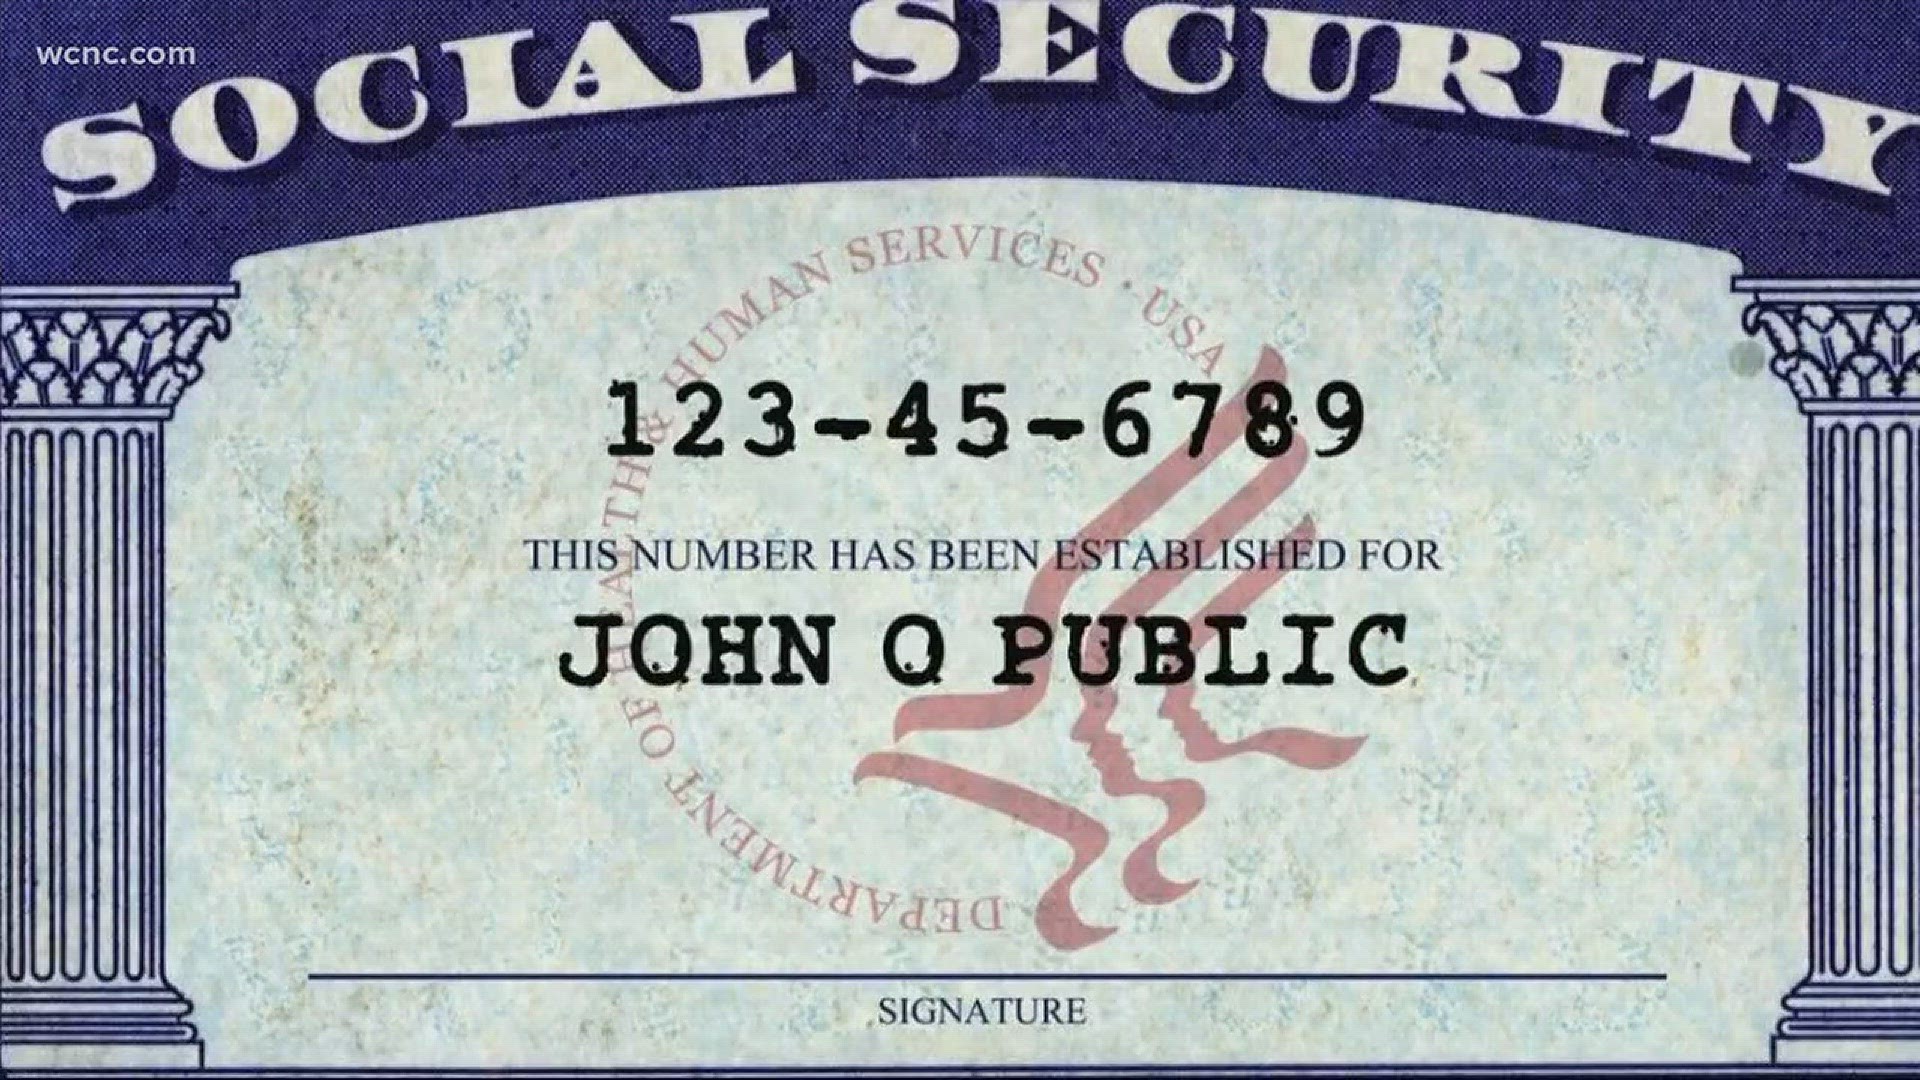 wcnc.com
SOCIAL SECURITY
DEPARTMENT OF HEALTH & HUMAN SERVICES · USA
123-45-6789
THIS NUMBER HAS BEEN ESTABLISHED FOR
JOHN Q PUBLIC
SIGNATURE